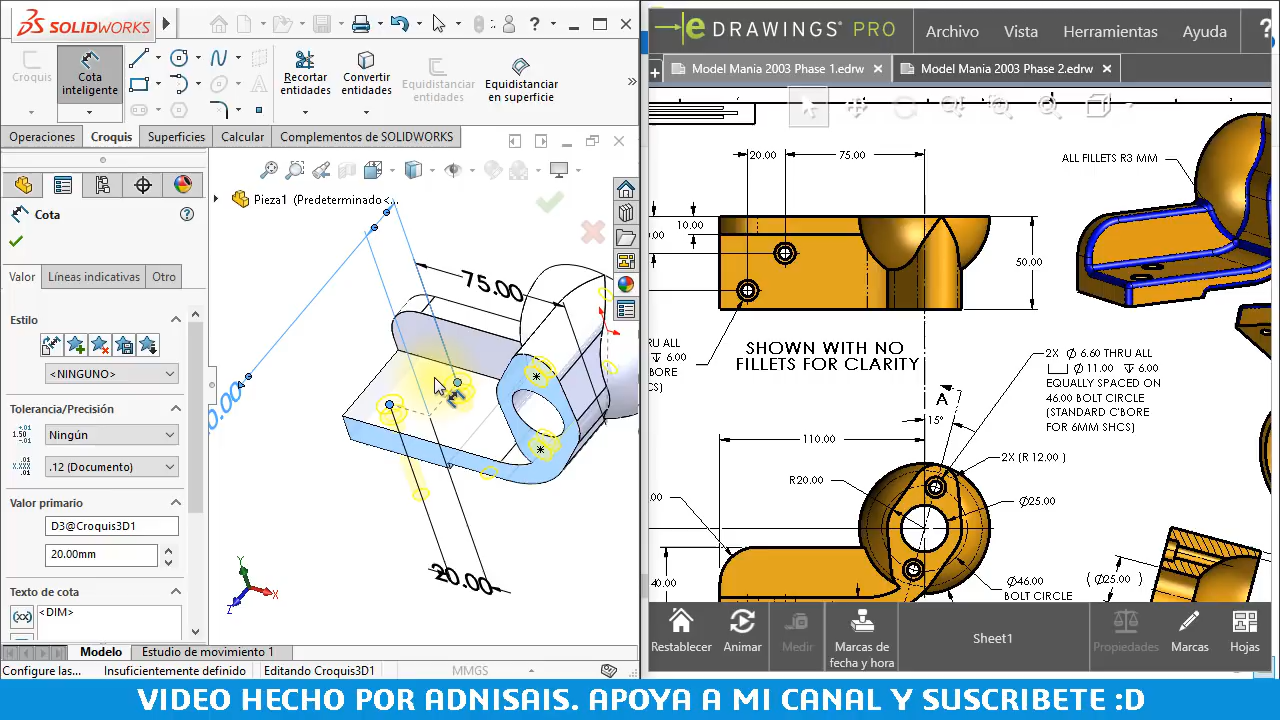 SOLIDWORKS
?
eDRAWINGS® PRO
Archivo
Vista
Herramientas
Ayuda
?
Model Mania 2003 Phase 1.edrw
Model Mania 2003 Phase 2.edrw
Croquis
Cota inteligente
Recortar entidades
Convertir entidades
Equidistanciar entidades
Equidistanciar en superficie
Operaciones
Croquis
Superficies
Calcular
Complementos de SOLIDWORKS
Pieza1 (Predeterminado<...
Cota
Valor
Líneas indicativas
Otro
Estilo
<NINGUNO>
Tolerancia/Precisión
Ningún
.12 (Documento)
Valor primario
D3@Croquis3D1
20.00mm
Texto de cota
<DIM>
75.00
20.00
Y
X
Z
Modelo
Estudio de movimiento 1
Configure las...
Insuficientemente definido
Editando Croquis3D1
MMGS
20.00
75.00
10.00
50.00
ALL FILLETS R3 MM
SHOWN WITH NO
FILLETS FOR CLARITY
2X Ø 6.60 THRU ALL
⌴ Ø 11.00 ↧ 6.00
EQUALLY SPACED ON
46.00 BOLT CIRCLE
(STANDARD C'BORE
FOR 6MM SHCS)
A
15°
110.00
2X (R 12.00 )
R20.00
Ø25.00
Ø46.00
BOLT CIRCLE
( Ø25.00 )
Restablecer
Animar
Medir
Marcas de fecha y hora
Sheet1
Propiedades
Marcas
Hojas
VIDEO HECHO POR ADNISAIS. APOYA A MI CANAL Y SUSCRIBETE :D